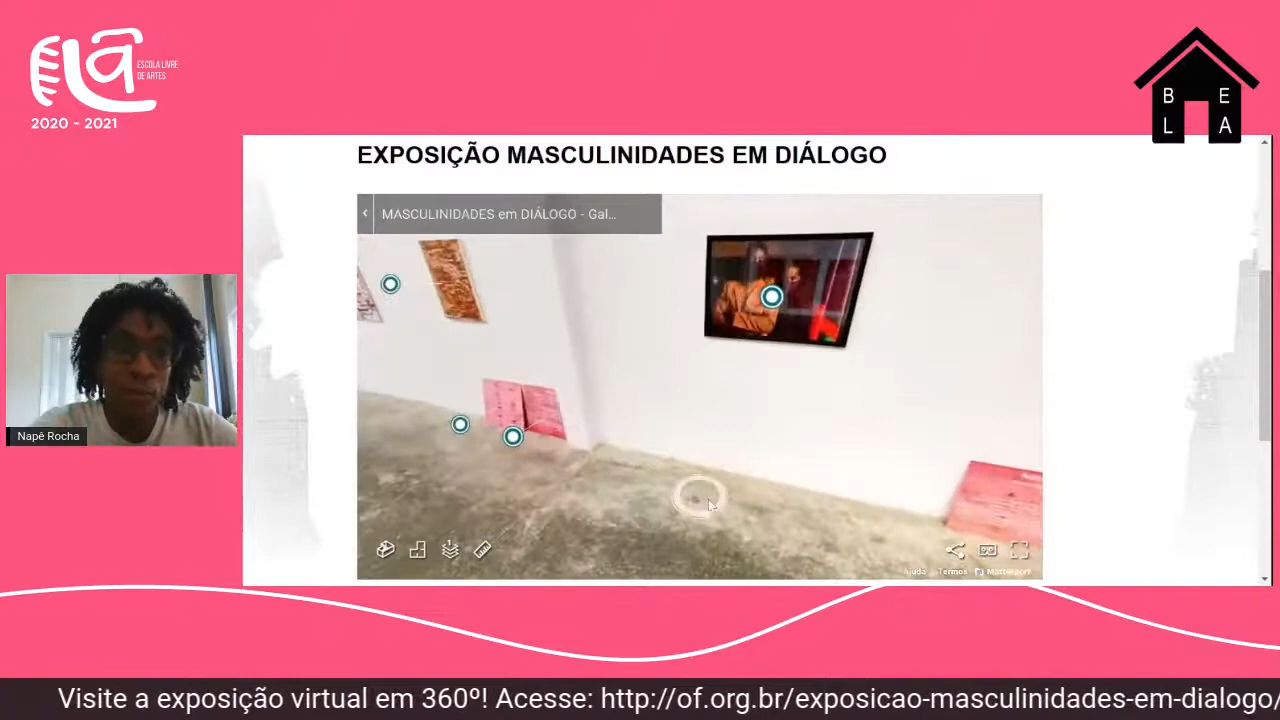 elã
ESCOLA LIVRE
DE ARTES
2020 - 2021
B E
L A
EXPOSIÇÃO MASCULINIDADES EM DIÁLOGO
MASCULINIDADES em DIÁLOGO - Gal...
Napê Rocha
Ajuda Termos Matterport
Visite a exposição virtual em 360º! Acesse: http://of.org.br/exposicao-masculinidades-em-dialogo/